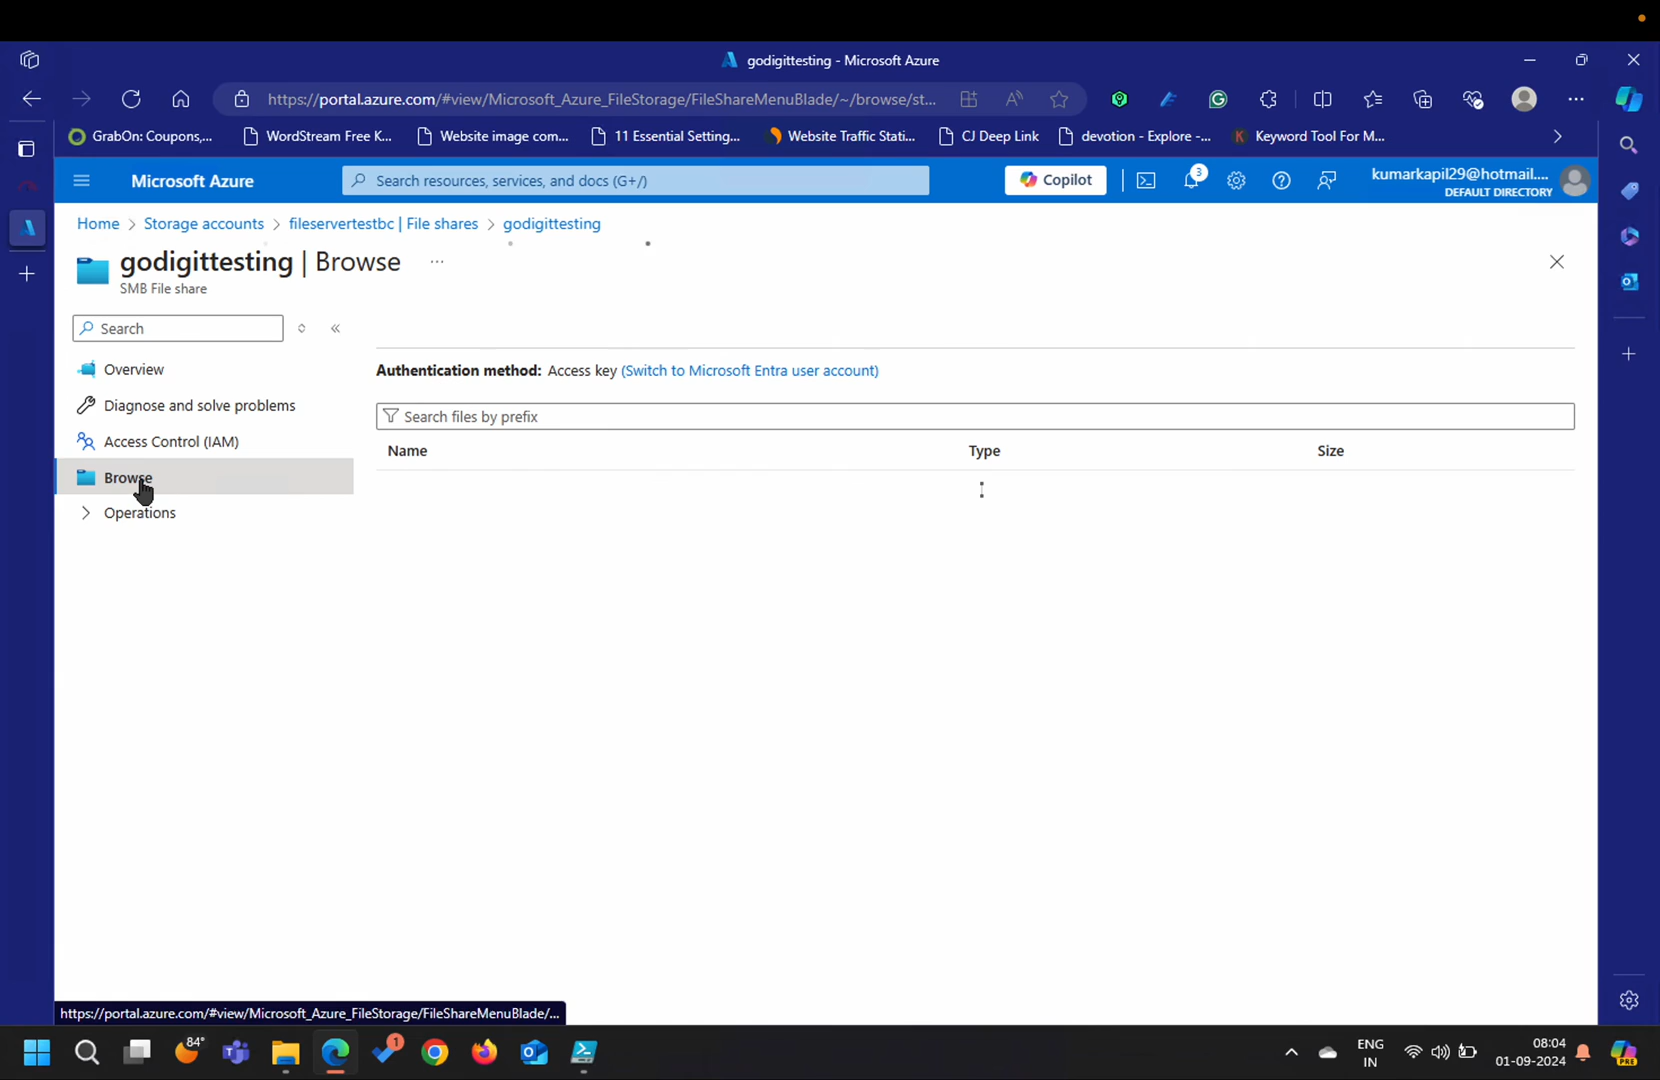 godigittesting - Microsoft Azure
https://portal.azure.com/#view/Microsoft_Azure_FileStorage/FileShareMenuBlade/~/browse/st...
GrabOn: Coupons,... WordStream Free K... Website image com... 11 Essential Setting... Website Traffic Stati... CJ Deep Link devotion - Explore -... Keyword Tool For M...
Microsoft Azure Search resources, services, and docs (G+/) Copilot 3 kumarkapil29@hotmail....
DEFAULT DIRECTORY
Home > Storage accounts > fileservertestbc | File shares > godigittesting
godigittesting | Browse ...
SMB File share
Search
Overview
Diagnose and solve problems
Access Control (IAM)
Browse
Operations
Authentication method: Access key (Switch to Microsoft Entra user account)
Search files by prefix
Name Type Size
https://portal.azure.com/#view/Microsoft_Azure_FileStorage/FileShareMenuBlade/...
84°
1
ENG
IN
08:04
01-09-2024
PRE